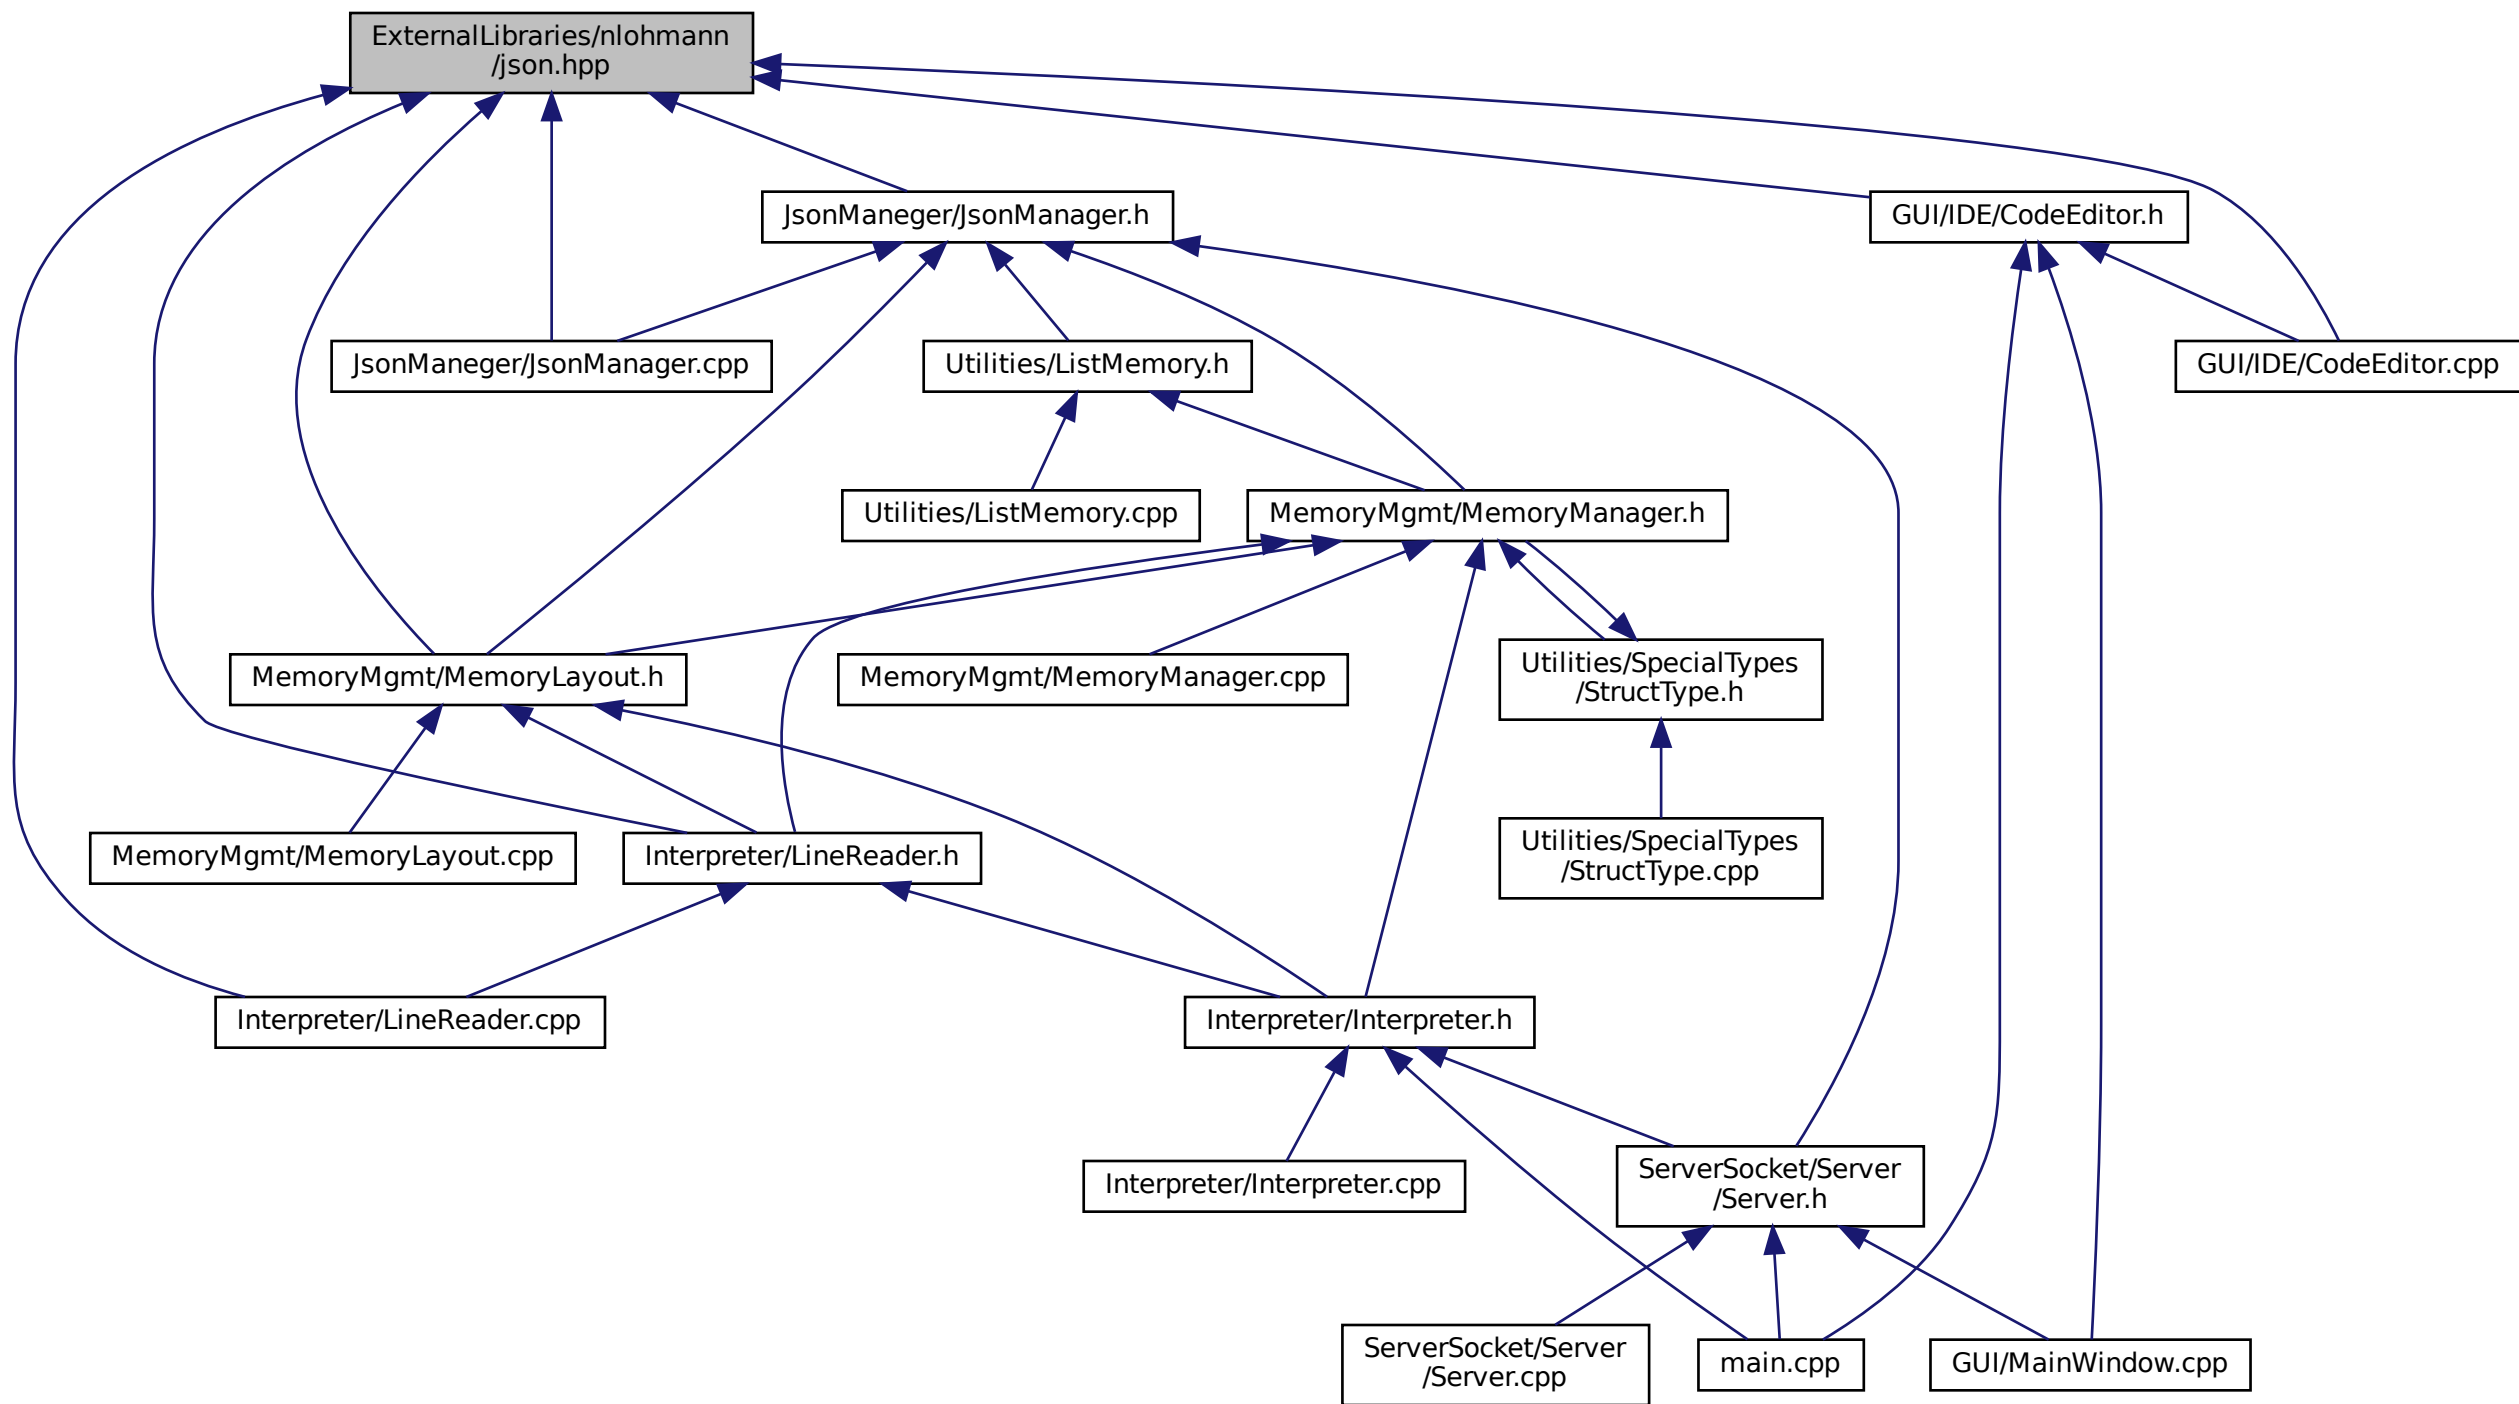 ExternalLibraries/nlohmann
/json.hpp
JsonManeger/JsonManager.h
GUI/IDE/CodeEditor.h
JsonManeger/JsonManager.cpp
Utilities/ListMemory.h
GUI/IDE/CodeEditor.cpp
Utilities/ListMemory.cpp
MemoryMgmt/MemoryManager.h
MemoryMgmt/MemoryLayout.h
MemoryMgmt/MemoryManager.cpp
Utilities/SpecialTypes
/StructType.h
MemoryMgmt/MemoryLayout.cpp
Interpreter/LineReader.h
Utilities/SpecialTypes
/StructType.cpp
Interpreter/LineReader.cpp
Interpreter/Interpreter.h
Interpreter/Interpreter.cpp
ServerSocket/Server
/Server.h
ServerSocket/Server
/Server.cpp
main.cpp
GUI/MainWindow.cpp